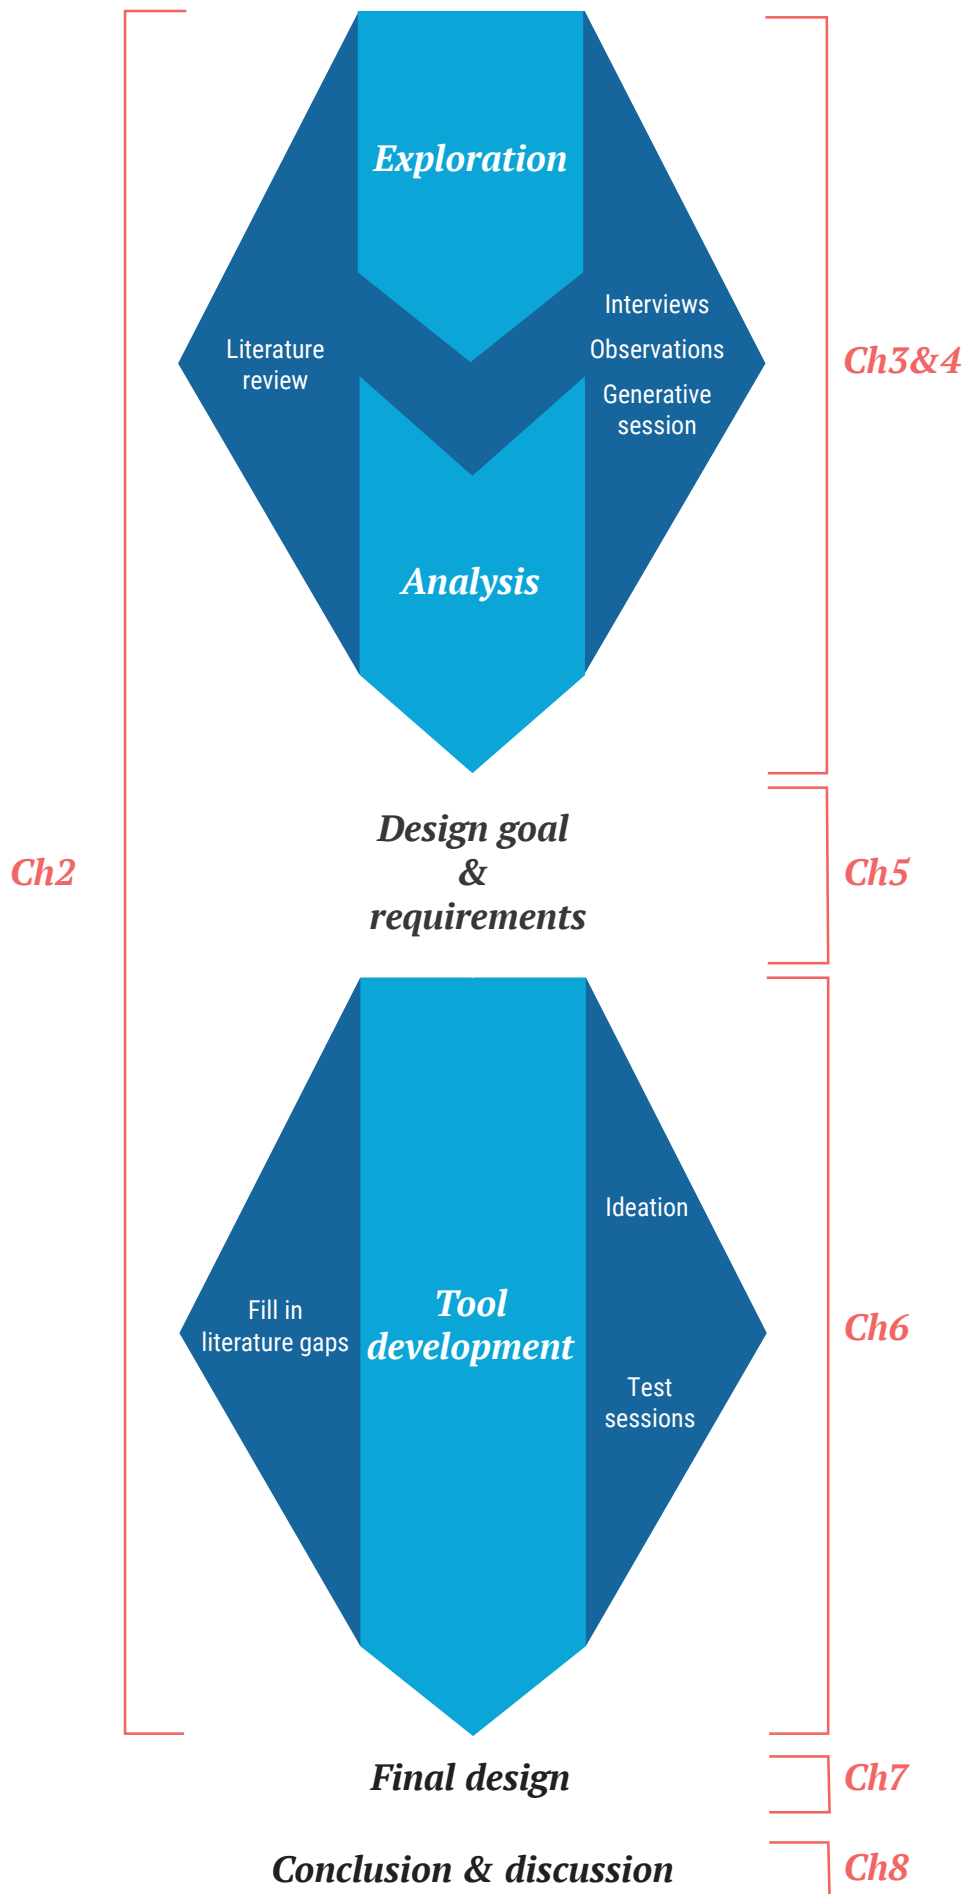 Exploration
Interviews
Literature
review
Observations
Ch3&4
Generative
session
Analysis
Design goal
&
requirements
Ch2
Ch5
Ideation
Fill in
literature gaps
Tool
development
Ch6
Test
sessions
Final design
Ch7
Conclusion & discussion
Ch8